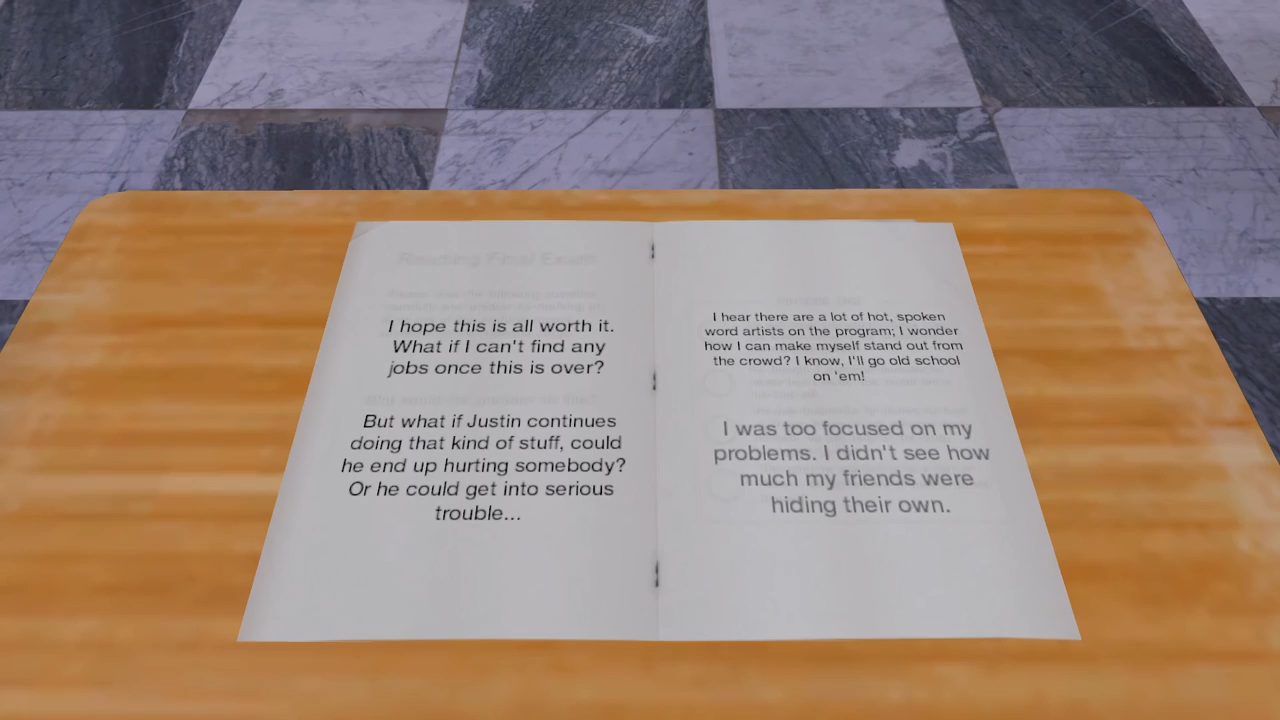 Reading Final Exam
I hope this is all worth it.
What if I can't find any
jobs once this is over?
But what if Justin continues
doing that kind of stuff, could
he end up hurting somebody?
Or he could get into serious
trouble...
I hear there are a lot of hot, spoken
word artists on the program; I wonder
how I can make myself stand out from
the crowd? I know, I'll go old school
on 'em!
I was too focused on my
problems. I didn't see how
much my friends were
hiding their own.